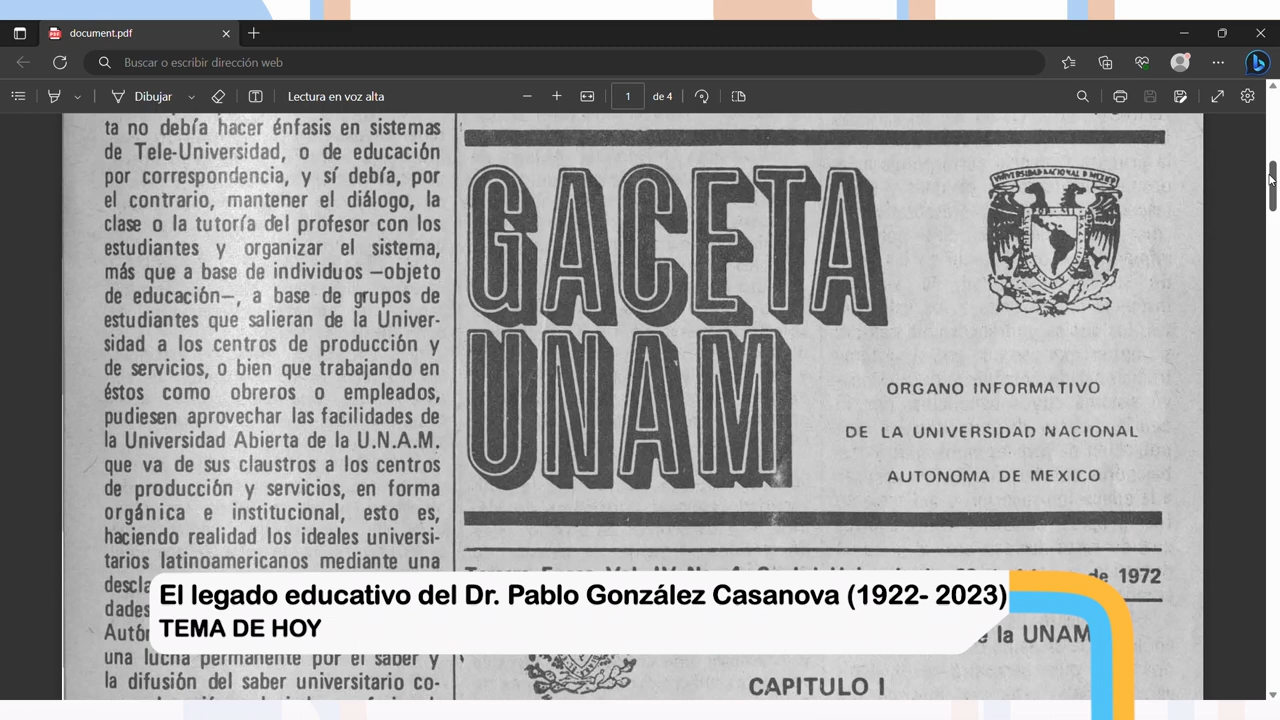 document.pdf
Buscar o escribir dirección web
Dibujar
Lectura en voz alta
1
de 4
ta no debía hacer énfasis en sistemas
de Tele-Universidad, o de educación
por correspondencia, y sí debía, por
el contrario, mantener el diálogo, la
clase o la tutoría del profesor con los
estudiantes y organizar el sistema,
más que a base de individuos —objeto
de educación—, a base de grupos de
estudiantes que salieran de la Univer-
sidad a los centros de producción y
de servicios, o bien que trabajando en
éstos como obreros o empleados,
pudiesen aprovechar las facilidades de
la Universidad Abierta de la U.N.A.M.
que va de sus claustros a los centros
de producción y servicios, en forma
orgánica e institucional, esto es,
haciendo realidad los ideales universi-
tarios latinoamericanos mediante una
una lucha permanente por el saber y
la difusión del saber universitario co-
GACETA
UNAM
ORGANO INFORMATIVO
DE LA UNIVERSIDAD NACIONAL
AUTONOMA DE MEXICO
de 1972
e la UNAM
CAPITULO I
El legado educativo del Dr. Pablo González Casanova (1922- 2023)
TEMA DE HOY